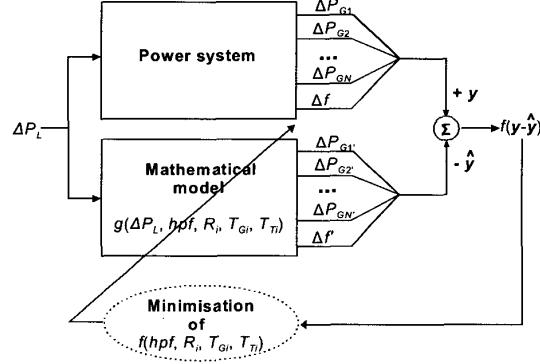 ΔP_G1
ΔP_G2
...
ΔP_GN
Δf
Power system
+ y
ΔP_L
Σ
f(y-ŷ)
- ŷ
ΔP_G1'
ΔP_G2'
...
ΔP_GN'
Δf'
Mathematical
model
g(ΔP_L, hpf, R_i, T_Gi, T_Ti)
Minimisation
of
f(hpf, R_i, T_Gi, T_Ti)